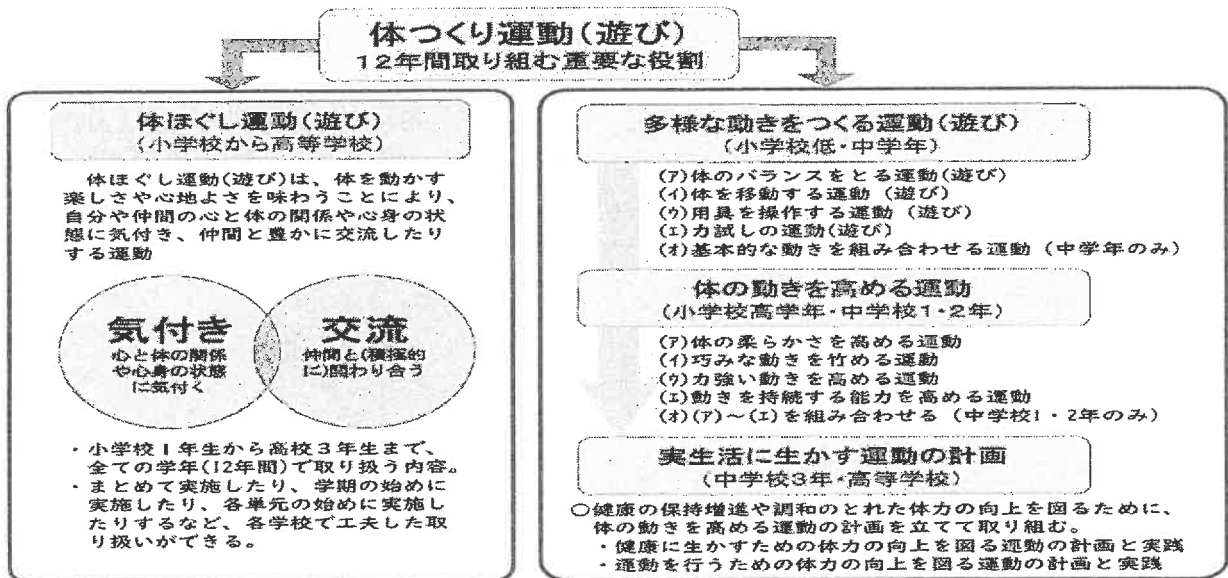 体つくり運動(遊び)
12年間取り組む重要な役割
体ほぐし運動(遊び)
(小学校から高等学校)
体ほぐし運動(遊び)は、体を動かす
楽しさや心地よさを味わうことにより、
自分や仲間の心と体の関係や心身の状
態に気付き、仲間と豊かに交流したり
する運動
気付き
心と体の関係
や心身の状態
に気付く
交流
仲間と(積極的
に)関わり合う
・小学校1年生から高校3年生まで、
全ての学年(12年間)で取り扱う内容。
・まとめて実施したり、学期の始めに
実施したり、各単元の始めに実施し
たりするなど、各学校で工夫した取
り扱いができる。
多様な動きをつくる運動(遊び)
(小学校低・中学年)
(ア)体のバランスをとる運動(遊び)
(イ)体を移動する運動(遊び)
(ウ)用具を操作する運動(遊び)
(エ)力試しの運動(遊び)
(オ)基本的な動きを組み合わせる運動(中学年のみ)
体の動きを高める運動
(小学校高学年・中学校1・2年)
(ア)体の柔らかさを高める運動
(イ)巧みな動きを竹める運動
(ウ)力強い動きを高める運動
(エ)動きを持続する能力を高める運動
(オ)(ア)~(エ)を組み合わせる(中学校1・2年のみ)
実生活に生かす運動の計画
(中学校3年・高等学校)
○健康の保持増進や調和のとれた体力の向上を図るために、
体の動きを高める運動の計画を立てて取り組む。
・健康に生かすための体力の向上を図る運動の計画と実践
・運動を行うための体力の向上を図る運動の計画と実践